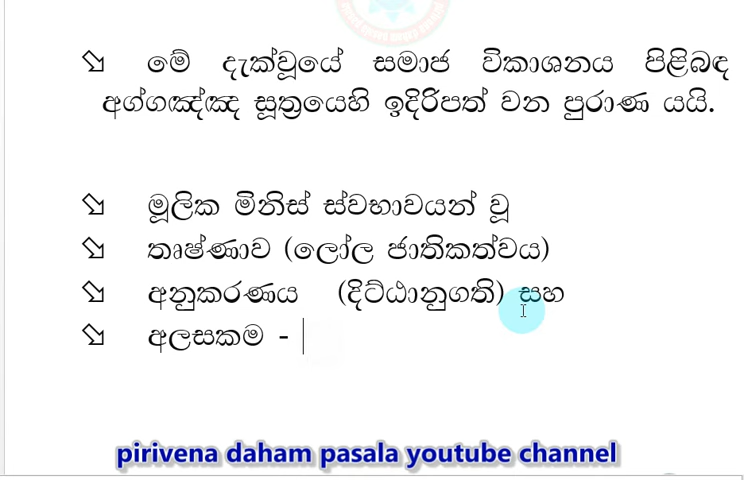 මේ දැක්වූයේ සමාජ විකාශනය පිළිබඳ
අග්ගඤ්ඤ සූත්‍රයෙහි ඉදිරිපත් වන පුරාණ යයි.
මූලික මිනිස් ස්වභාවයන් වූ
තෘෂ්ණාව (ලෝල ජාතිකත්වය)
අනුකරණය (දිට්ඨානුගති) සහ
අලසකම -
pirivena daham pasala youtube channel